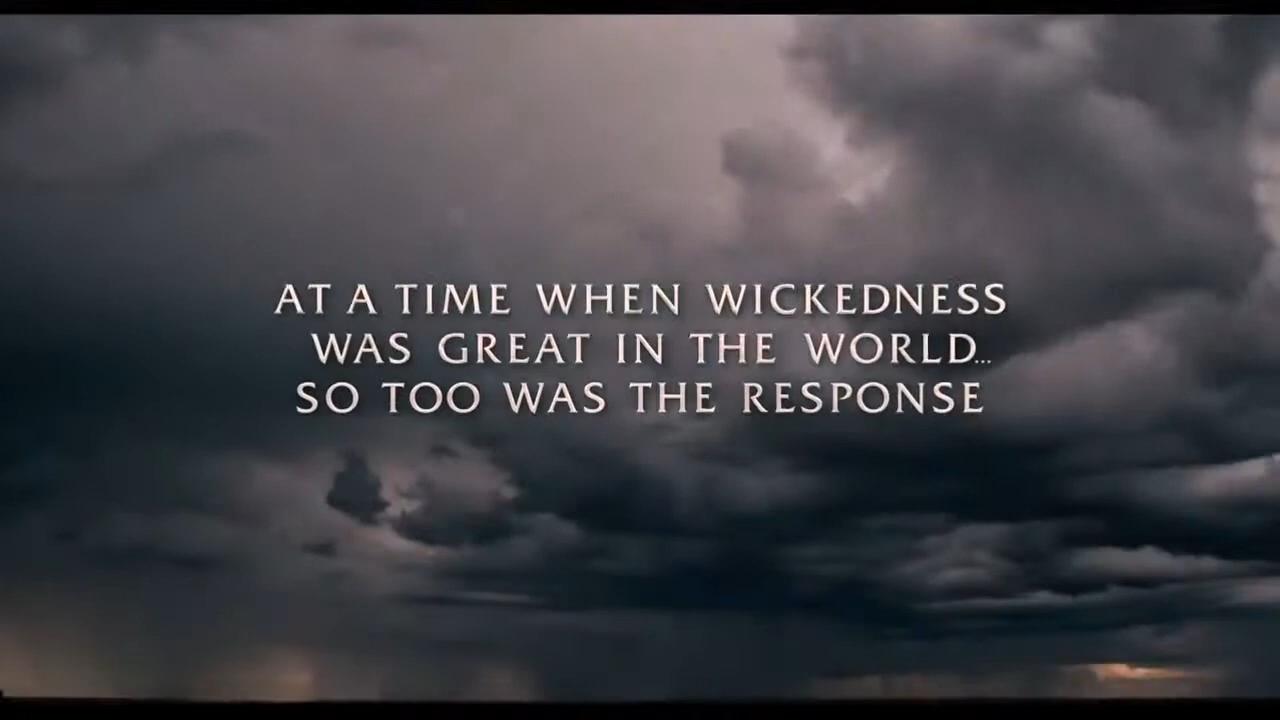 AT A TIME WHEN WICKEDNESS
WAS GREAT IN THE WORLD...
SO TOO WAS THE RESPONSE